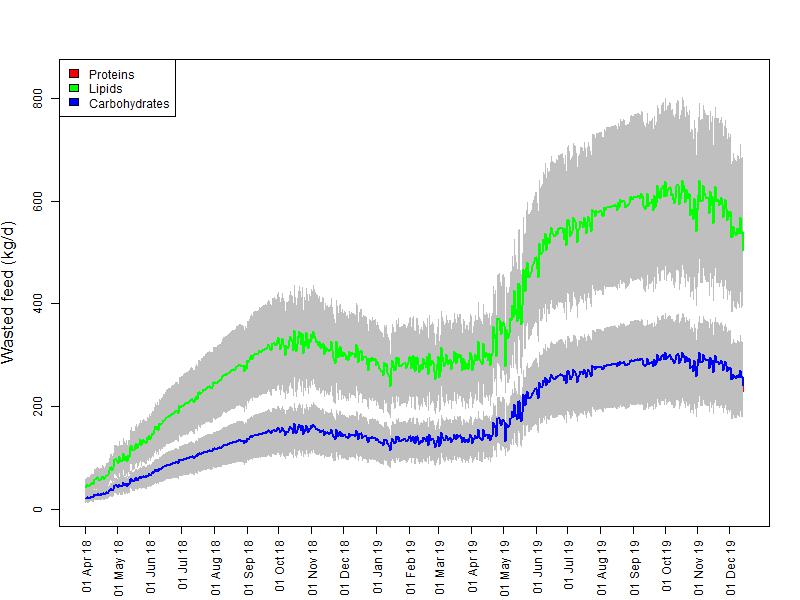 Proteins
Lipids
Carbohydrates
Wasted feed (kg/d)
800
600
400
200
0
01 Apr 18
01 May 18
01 Jun 18
01 Jul 18
01 Aug 18
01 Sep 18
01 Oct 18
01 Nov 18
01 Dec 18
01 Jan 19
01 Feb 19
01 Mar 19
01 Apr 19
01 May 19
01 Jun 19
01 Jul 19
01 Aug 19
01 Sep 19
01 Oct 19
01 Nov 19
01 Dec 19